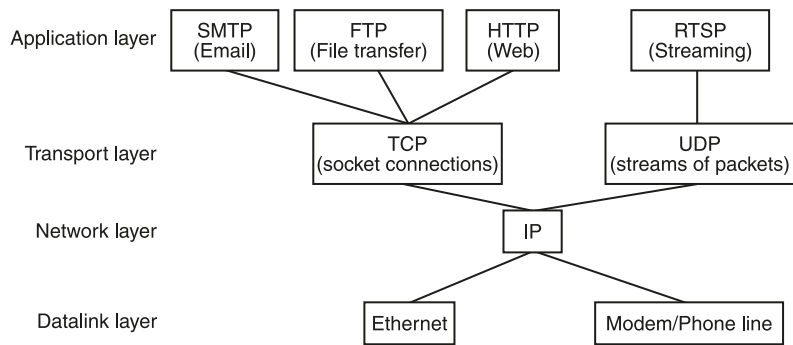 Application layer
SMTP
(Email)
FTP
(File transfer)
HTTP
(Web)
RTSP
(Streaming)
Transport layer
TCP
(socket connections)
UDP
(streams of packets)
Network layer
IP
Datalink layer
Ethernet
Modem/Phone line